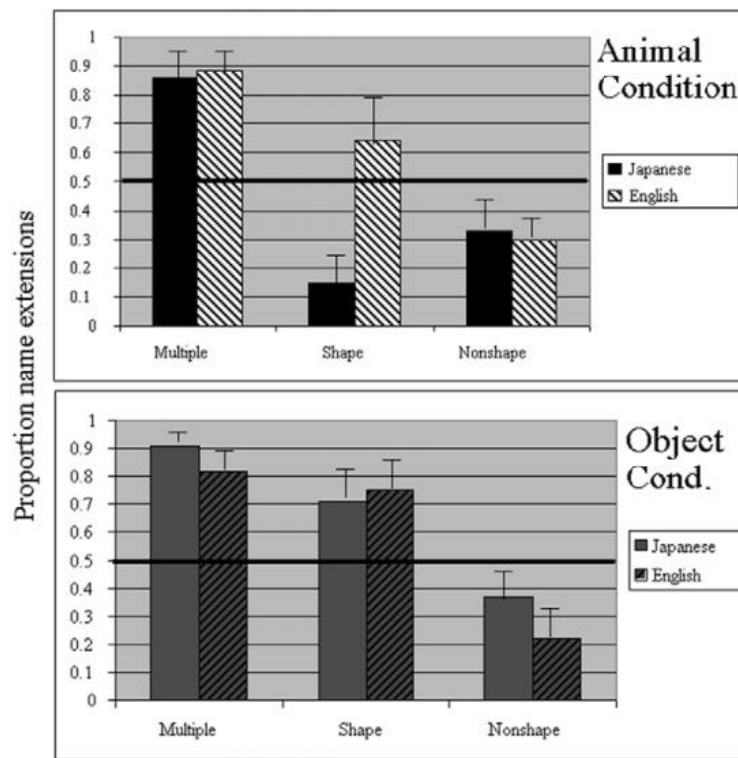 Proportion name extensions
Animal
Condition
1
0.9
0.8
0.7
0.6
0.5
0.4
0.3
0.2
0.1
0
Multiple
Shape
Nonshape
Japanese
English
Object
Cond.
1
0.9
0.8
0.7
0.6
0.5
0.4
0.3
0.2
0.1
0
Multiple
Shape
Nonshape
Japanese
English